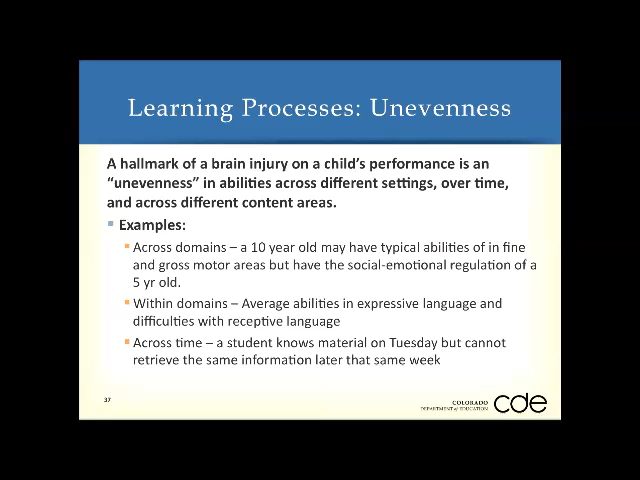 Learning Processes: Unevenness
A hallmark of a brain injury on a child's performance is an
"unevenness" in abilities across different settings, over time,
and across different content areas.
Examples:
Across domains – a 10 year old may have typical abilities of in fine
and gross motor areas but have the social-emotional regulation of a
5 yr old.
Within domains – Average abilities in expressive language and
difficulties with receptive language
Across time – a student knows material on Tuesday but cannot
retrieve the same information later that same week
37
COLORADO
DEPARTMENT of EDUCATION
cde